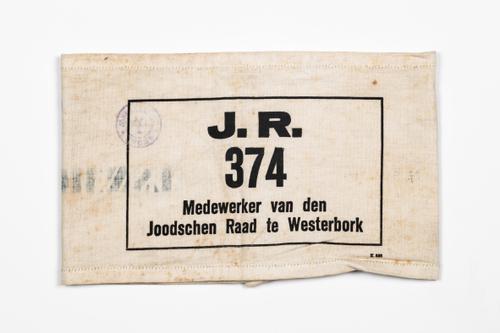 J. R.
374
Medewerker van den
Joodschen Raad te Westerbork